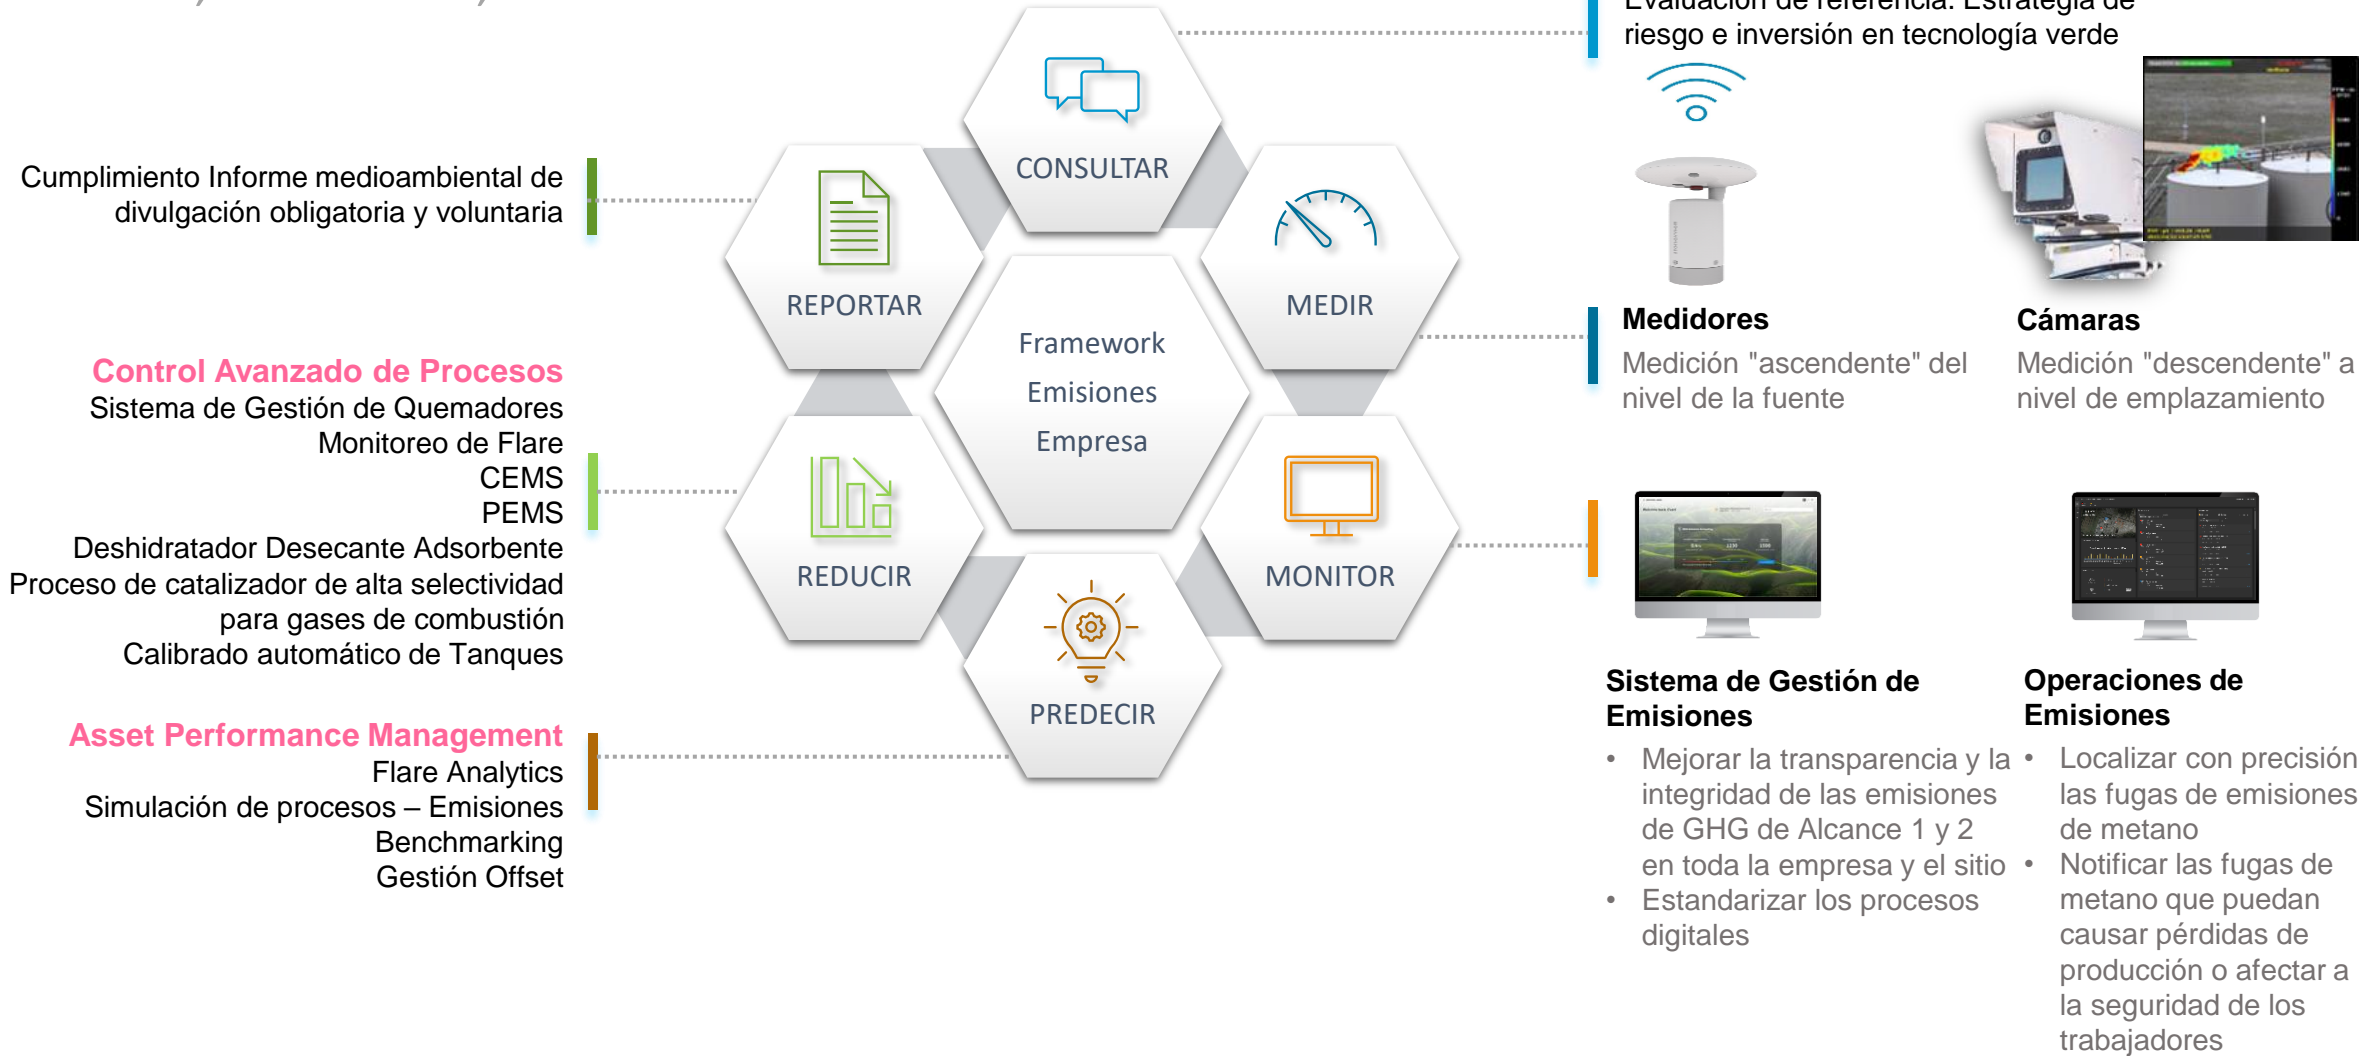 Evaluación de referencia. Estrategia de
riesgo e inversión en tecnología verde
CONSULTAR
Cumplimiento Informe medioambiental de
divulgación obligatoria y voluntaria
REPORTAR
MEDIR
Framework
Emisiones
Empresa
Medidores
Medición "ascendente" del
nivel de la fuente
Cámaras
Medición "descendente" a
nivel de emplazamiento
Control Avanzado de Procesos
Sistema de Gestión de Quemadores
Monitoreo de Flare
CEMS
PEMS
Deshidratador Desecante Adsorbente
Proceso de catalizador de alta selectividad
para gases de combustión
Calibrado automático de Tanques
REDUCIR
MONITOR
PREDECIR
Asset Performance Management
Flare Analytics
Simulación de procesos – Emisiones
Benchmarking
Gestión Offset
Sistema de Gestión de
Emisiones
• Mejorar la transparencia y la
integridad de las emisiones
de GHG de Alcance 1 y 2
en toda la empresa y el sitio
• Estandarizar los procesos
digitales
Operaciones de
Emisiones
• Localizar con precisión
las fugas de emisiones
de metano
• Notificar las fugas de
metano que puedan
causar pérdidas de
producción o afectar a
la seguridad de los
trabajadores